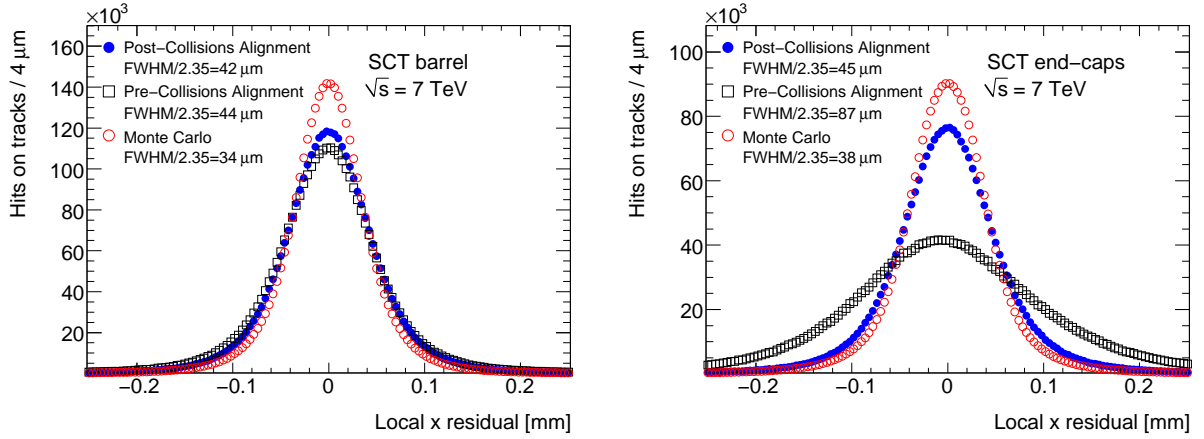 ×10³
160
140
120
100
80
60
40
20
Hits on tracks / 4 μm
Post−Collisions Alignment
FWHM/2.35=42 μm
Pre−Collisions Alignment
FWHM/2.35=44 μm
Monte Carlo
FWHM/2.35=34 μm
SCT barrel
√s = 7 TeV
−0.2 −0.1 0 0.1 0.2
Local x residual [mm]
×10³
100
80
60
40
20
Hits on tracks / 4 μm
Post−Collisions Alignment
FWHM/2.35=45 μm
Pre−Collisions Alignment
FWHM/2.35=87 μm
Monte Carlo
FWHM/2.35=38 μm
SCT end−caps
√s = 7 TeV
−0.2 −0.1 0 0.1 0.2
Local x residual [mm]